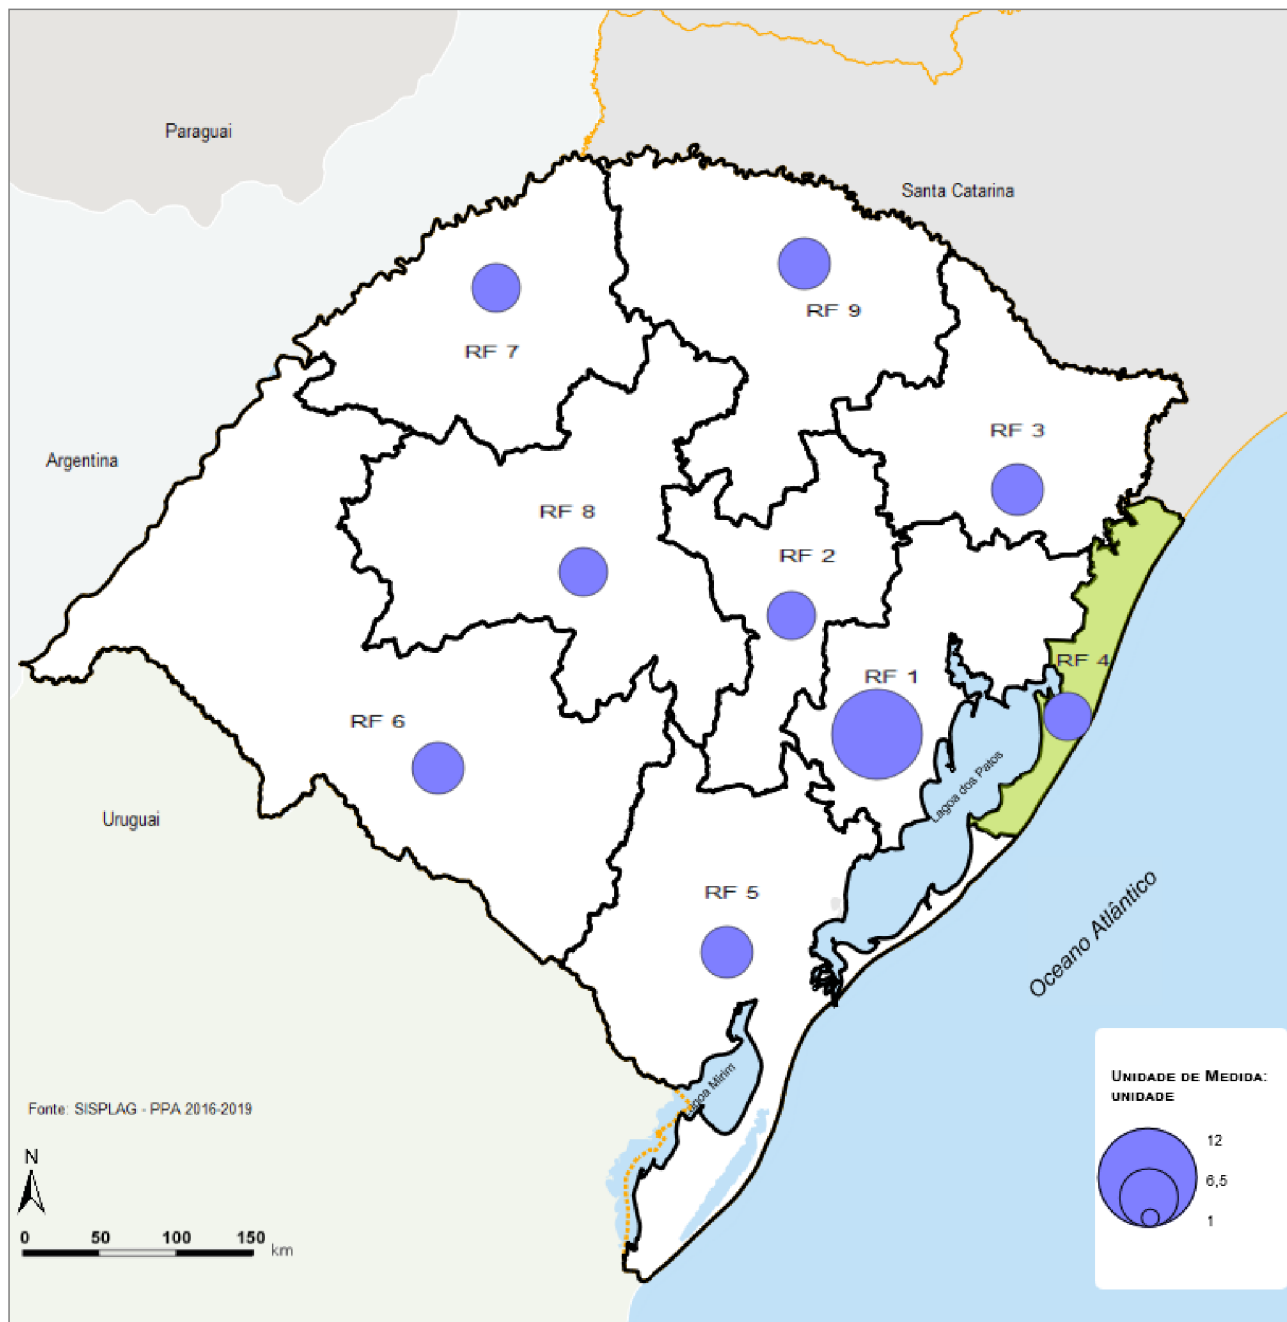 Paraguai
Santa Catarina
RF 9
RF 7
RF 3
Argentina
RF 8
RF 2
RF 4
RF 1
RF 6
Lagoa dos Patos
Uruguai
RF 5
Oceano Atlântico
Lagoa Mirim
UNIDADE DE MEDIDA:
UNIDADE
12
6,5
1
Fonte: SISPLAG - PPA 2016-2019
N
0 50 100 150
km